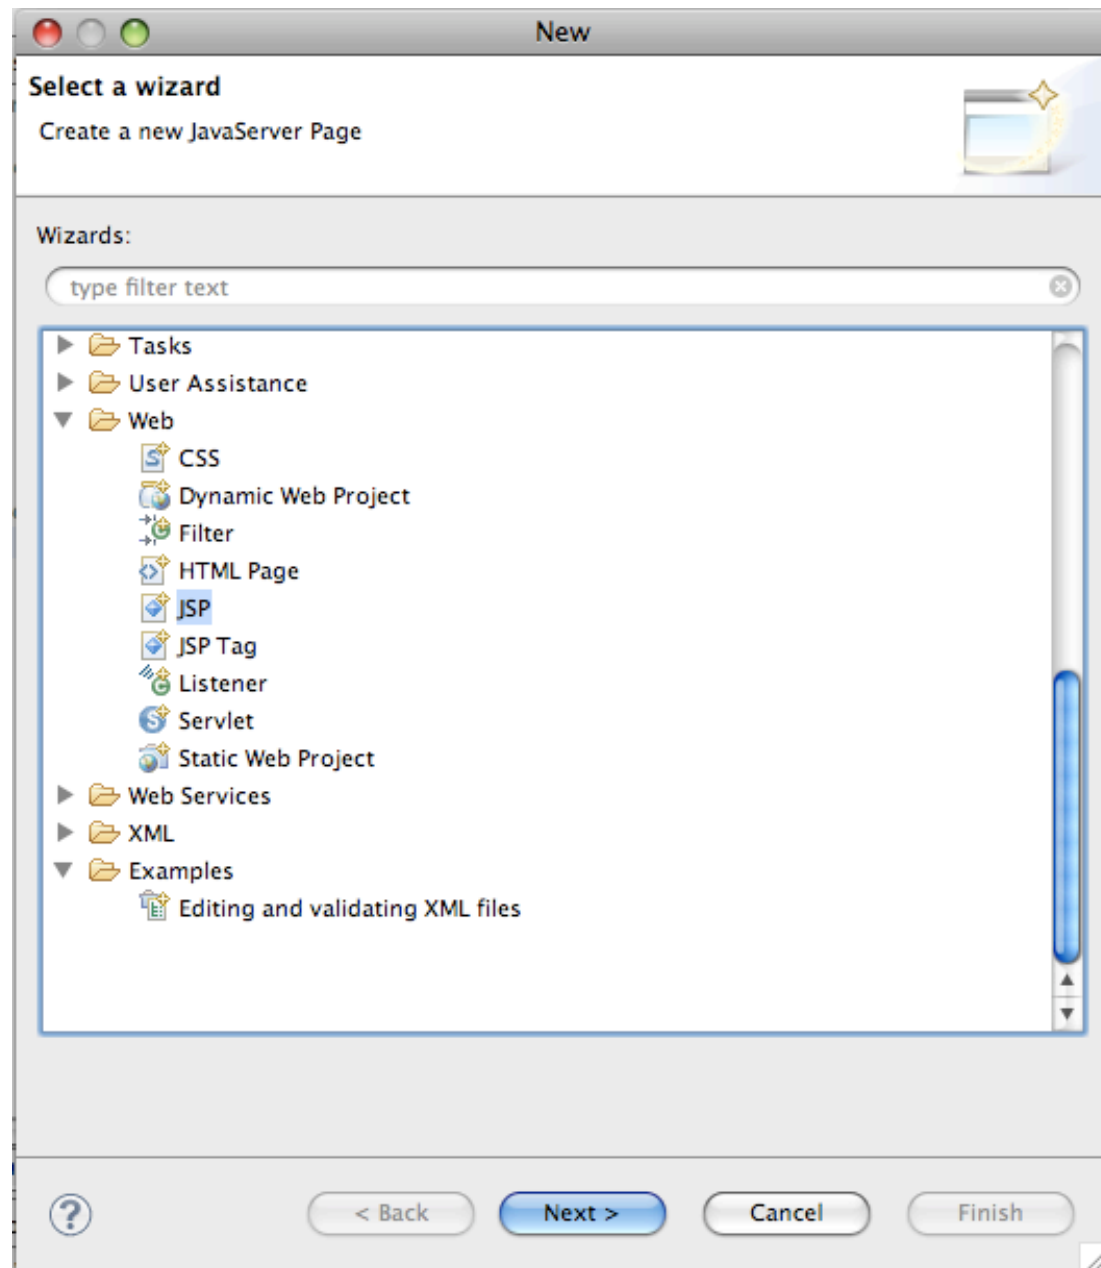 New
Select a wizard
Create a new JavaServer Page
Wizards:
type filter text
Tasks
User Assistance
Web
CSS
Dynamic Web Project
Filter
HTML Page
JSP
JSP Tag
Listener
Servlet
Static Web Project
Web Services
XML
Examples
Editing and validating XML files
? < Back Next > Cancel Finish